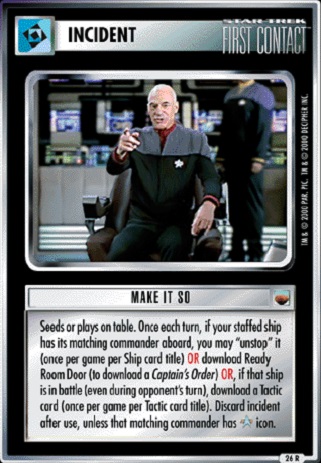 INCIDENT
STAR TREK
FIRST CONTACT
TM & © 2000 PAR. PIC. TM & © 2000 DECIPHER INC.
MAKE IT SO
Seeds or plays on table. Once each turn, if your staffed ship
has its matching commander aboard, you may "unstop" it
(once per game per Ship card title) OR download Ready
Room Door (to download a Captain's Order) OR, if that ship
is in battle (even during opponent's turn), download a Tactic
card (once per game per Tactic card title). Discard incident
after use, unless that matching commander has icon.
26 R